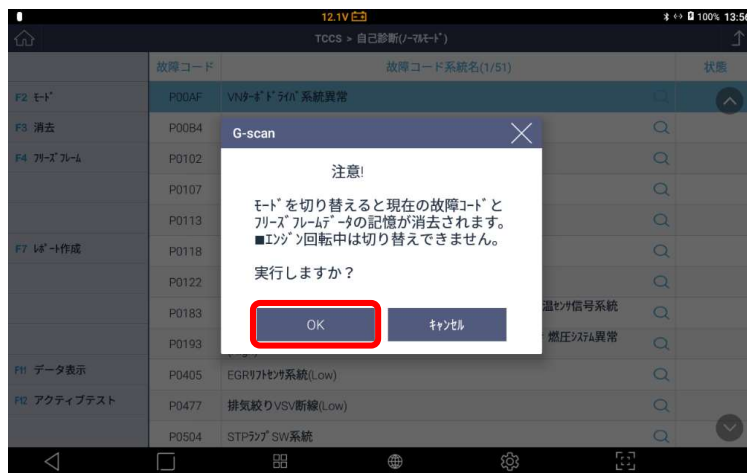 12.1V
100% 13:56
TCCS > 自己診断(ﾉｰﾏﾙﾓｰﾄﾞ)
故障コード 故障コード系統名(1/51) 状態
F2 ﾓｰﾄﾞ P00AF VNﾀｰﾎﾞﾄﾞﾗｲﾊﾞ系統異常
F3 消去 P00B4
F4 ﾌﾘｰｽﾞﾌﾚｰﾑ P0102
P0107
P0113
F7 ﾚﾎﾟｰﾄ作成 P0118
P0122
P0183 温ｾﾝｻ信号系統
P0193 燃圧ｼｽﾃﾑ異常
F11 データ表示 P0405 EGRﾘﾌﾄｾﾝｻ系統(Low)
F12 アクティブテスト P0477 排気絞りVSV断線(Low)
P0504 STPﾗﾝﾌﾟSW系統
G-scan
注意!
ﾓｰﾄﾞを切り替えると現在の故障ｺｰﾄﾞと
ﾌﾘｰｽﾞﾌﾚｰﾑﾃﾞｰﾀの記憶が消去されます。
■ｴﾝｼﾞﾝ回転中は切り替えできません。
実行しますか？
OK ｷｬﾝｾﾙ